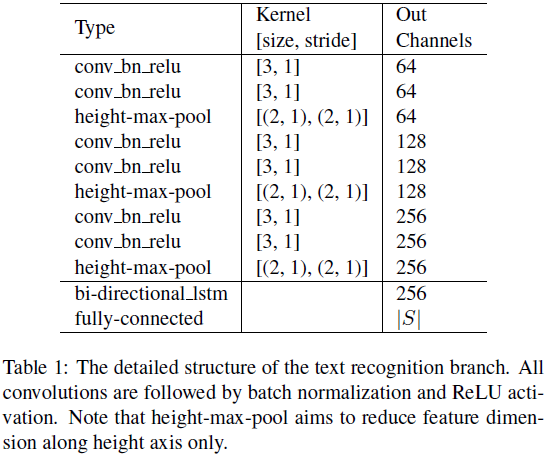 Type Kernel Out
[size, stride] Channels
conv_bn_relu [3, 1] 64
conv_bn_relu [3, 1] 64
height-max-pool [(2, 1), (2, 1)] 64
conv_bn_relu [3, 1] 128
conv_bn_relu [3, 1] 128
height-max-pool [(2, 1), (2, 1)] 128
conv_bn_relu [3, 1] 256
conv_bn_relu [3, 1] 256
height-max-pool [(2, 1), (2, 1)] 256
bi-directional_lstm 256
fully-connected |S|
Table 1: The detailed structure of the text recognition branch. All
convolutions are followed by batch normalization and ReLU acti-
vation. Note that height-max-pool aims to reduce feature dimen-
sion along height axis only.